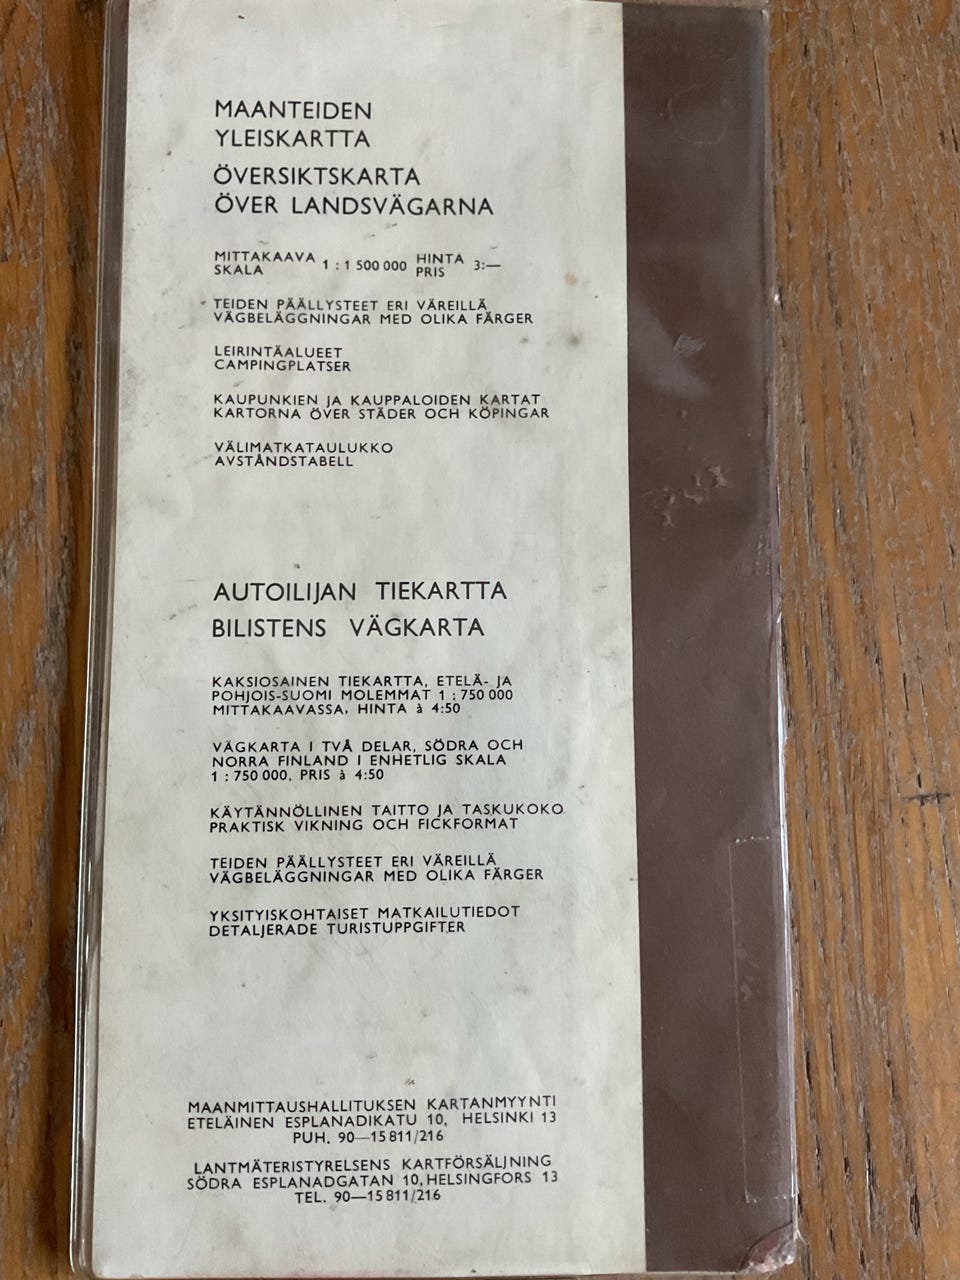 MAANTEIDEN
YLEISKARTTA
ÖVERSIKTSKARTA
ÖVER LANDSVÄGARNA
MITTAKAAVA 1 : 1 500 000 HINTA 3:—
SKALA PRIS
TEIDEN PÄÄLLYSTEET ERI VÄREILLÄ
VÄGBELÄGGNINGAR MED OLIKA FÄRGER
LEIRINTÄALUEET
CAMPINGPLATSER
KAUPUNKIEN JA KAUPPALOIDEN KARTAT
KARTORNA ÖVER STÄDER OCH KÖPINGAR
VÄLIMATKATAULUKKO
AVSTÅNDSTABELL
AUTOILIJAN TIEKARTTA
BILISTENS VÄGKARTA
KAKSIOSAINEN TIEKARTTA, ETELÄ- JA
POHJOIS-SUOMI MOLEMMAT 1 : 750 000
MITTAKAAVASSA, HINTA à 4:50
VÄGKARTA I TVÅ DELAR, SÖDRA OCH
NORRA FINLAND I ENHETLIG SKALA
1 : 750 000, PRIS à 4:50
KÄYTÄNNÖLLINEN TAITTO JA TASKUKOKO
PRAKTISK VIKNING OCH FICKFORMAT
TEIDEN PÄÄLLYSTEET ERI VÄREILLÄ
VÄGBELÄGGNINGAR MED OLIKA FÄRGER
YKSITYISKOHTAISET MATKAILUTIEDOT
DETALJERADE TURISTUPPGIFTER
MAANMITTAUSHALLITUKSEN KARTANMYYNTI
ETELÄINEN ESPLANADIKATU 10, HELSINKI 13
PUH. 90—15 811/216
LANTMÄTERISTYRELSENS KARTFÖRSÄLJNING
SÖDRA ESPLANADGATAN 10, HELSINGFORS 13
TEL. 90—15 811/216